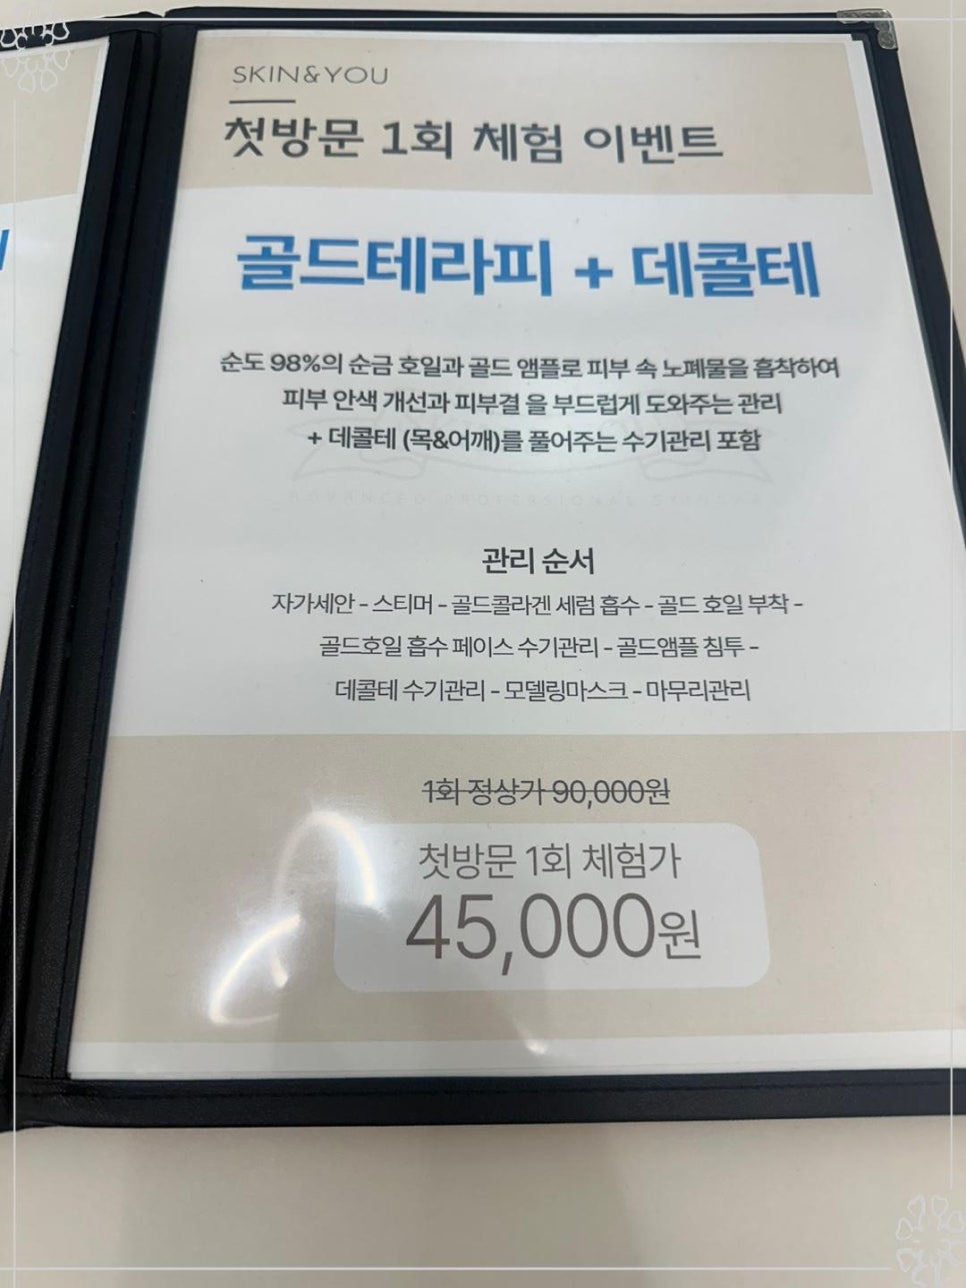 SKIN&YOU
첫방문 1회 체험 이벤트
골드테라피 + 데콜테
순도 98%의 순금 호일과 골드 앰플로 피부 속 노폐물을 흡착하여
피부 안색 개선과 피부결 을 부드럽게 도와주는 관리
+ 데콜테 (목&어깨)를 풀어주는 수기관리 포함
관리 순서
자가세안 - 스티머 - 골드콜라겐 세럼 흡수 - 골드 호일 부착 -
골드호일 흡수 페이스 수기관리 - 골드앰플 침투 -
데콜테 수기관리 - 모델링마스크 - 마무리관리
1회 정상가 90,000원
첫방문 1회 체험가
45,000원